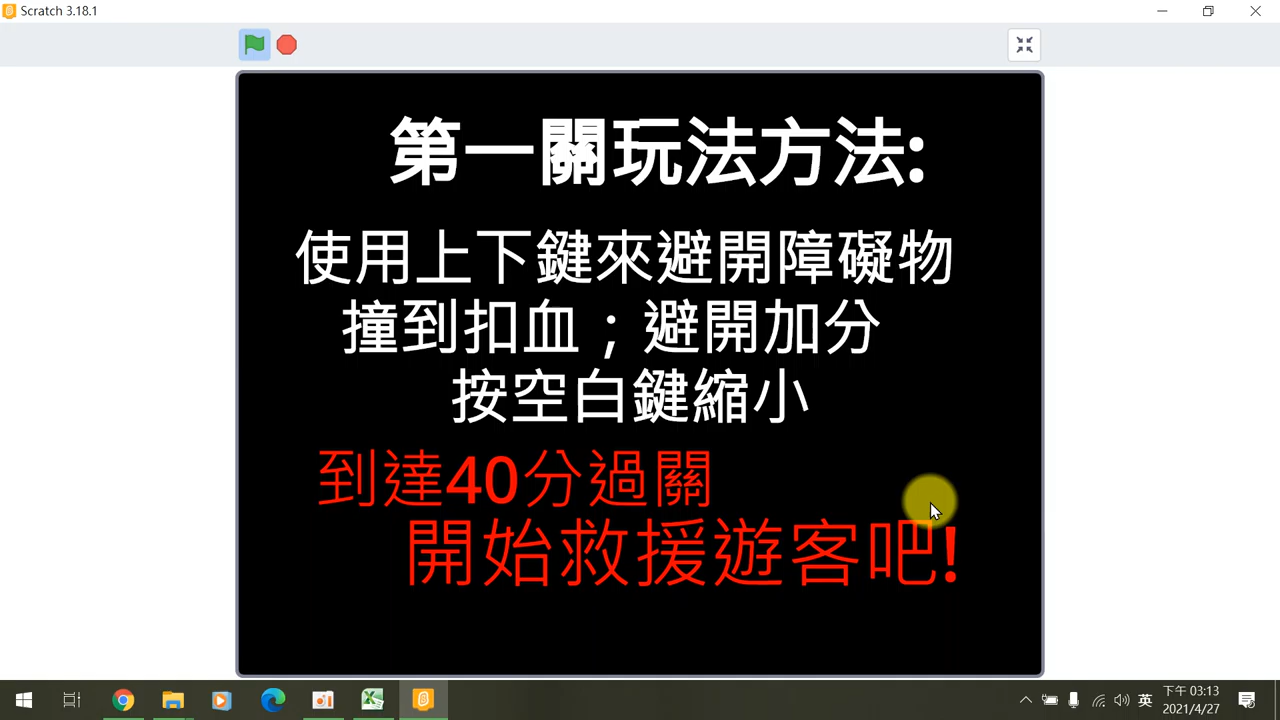 Scratch 3.18.1
第一關玩法方法:
使用上下鍵來避開障礙物
撞到扣血；避開加分
按空白鍵縮小
到達40分過關
開始救援遊客吧!
英
下午 03:13
2021/4/27